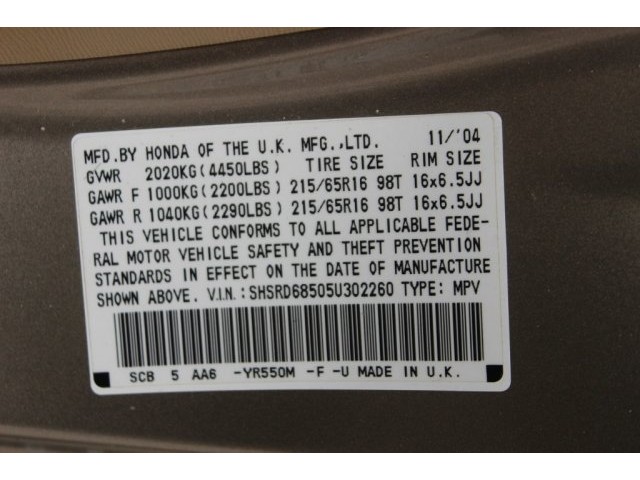 MFD.BY HONDA OF THE U.K. MFG.,LTD. 11/'04
GVWR 2020KG(4450LBS) TIRE SIZE RIM SIZE
GAWR F 1000KG(2200LBS) 215/65R16 98T 16x6.5JJ
GAWR R 1040KG(2290LBS) 215/65R16 98T 16x6.5JJ
THIS VEHICLE CONFORMS TO ALL APPLICABLE FEDE-
RAL MOTOR VEHICLE SAFETY AND THEFT PREVENTION
STANDARDS IN EFFECT ON THE DATE OF MANUFACTURE
SHOWN ABOVE. V.I.N.: SHSRD68505U302260 TYPE: MPV
SCB 5 AA6 -YR550M -F -U MADE IN U.K.